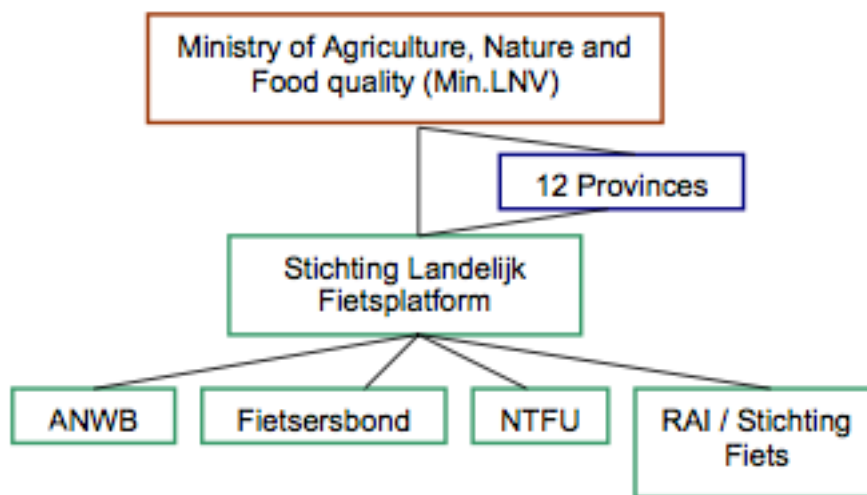 Ministry of Agriculture, Nature and
Food quality (Min.LNV)
12 Provinces
Stichting Landelijk
Fietsplatform
ANWB
Fietsersbond
NTFU
RAI / Stichting
Fiets